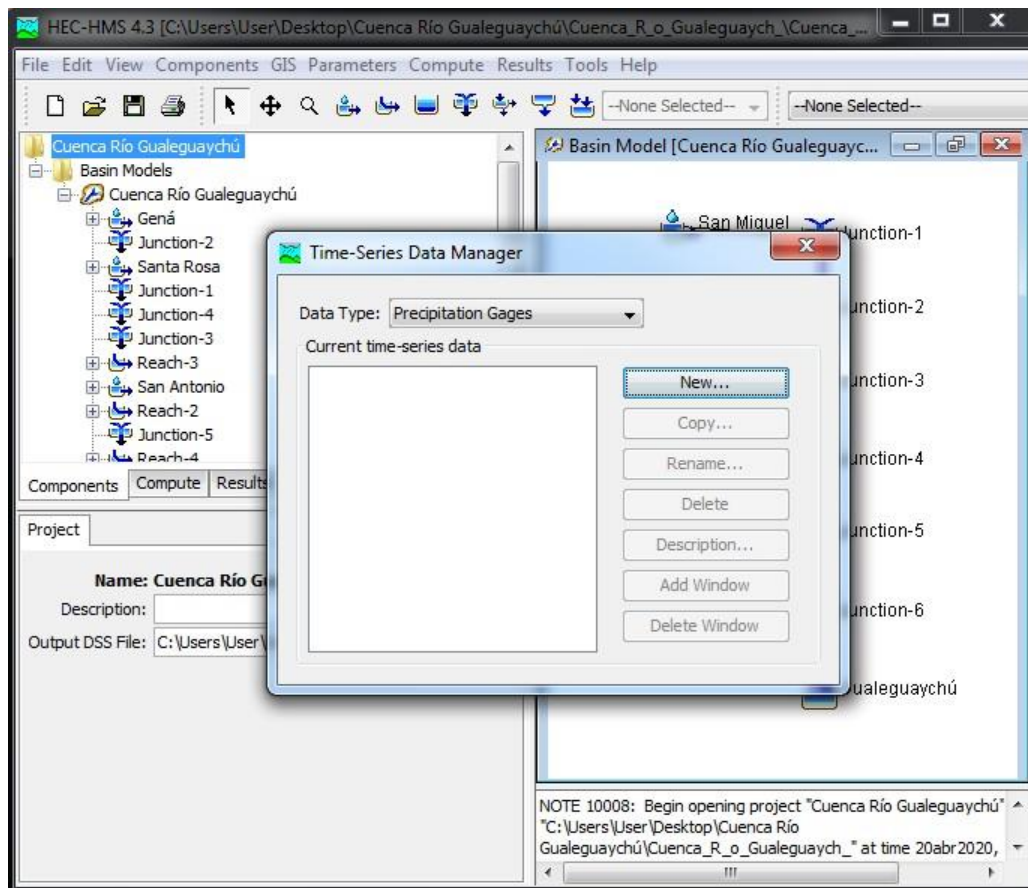 HEC-HMS 4.3 [C:\Users\User\Desktop\Cuenca Río Gualeguaychú\Cuenca_R_o_Gualeguaych_\Cuenca_...
File Edit View Components GIS Parameters Compute Results Tools Help
--None Selected-- --None Selected--
Cuenca Río Gualeguaychú
Basin Models
Cuenca Río Gualeguaychú
Gená
Junction-2
Santa Rosa
Junction-1
Junction-4
Junction-3
Reach-3
San Antonio
Reach-2
Junction-5
Reach-4
Components Compute Results
Project
Name: Cuenca Río G
Description:
Output DSS File: C:\Users\User\
Basin Model [Cuenca Río Gualeguayc...
San Miguel
Junction-1
unction-2
unction-3
unction-4
unction-5
unction-6
ualeguaychú
Time-Series Data Manager
Data Type: Precipitation Gages
Current time-series data
New...
Copy...
Rename...
Delete
Description...
Add Window
Delete Window
NOTE 10008: Begin opening project "Cuenca Río Gualeguaychú"
"C:\Users\User\Desktop\Cuenca Río
Gualeguaychú\Cuenca_R_o_Gualeguaych_" at time 20abr2020,